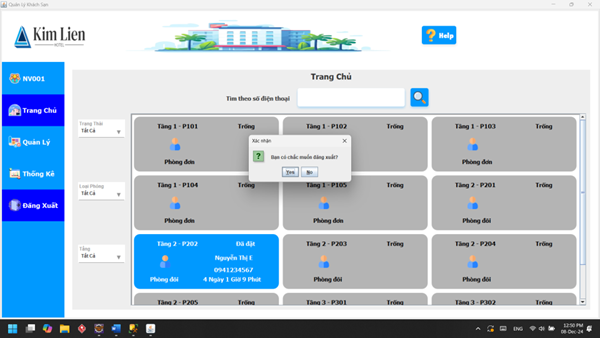 Quản Lý Khách Sạn
Kim Lien
HOTEL
Help
NV001
Trang Chủ
Quản Lý
Thống Kê
Đăng Xuất
Trang Chủ
Tìm theo số điện thoại
Trạng Thái
Tất Cả
Loại Phòng
Tất Cả
Tầng
Tất Cả
Tầng 1 - P101 Trống
Phòng đơn
Tầng 1 - P102 Trống
Tầng 1 - P103 Trống
Phòng đơn
Tầng 1 - P104 Trống
Phòng đơn
Tầng 1 - P105 Trống
Phòng đơn
Tầng 2 - P201 Trống
Phòng đôi
Tầng 2 - P202 Đã đặt
Nguyễn Thị E
0941234567
Phòng đôi 4 Ngày 1 Giờ 9 Phút
Tầng 2 - P203 Trống
Phòng đôi
Tầng 2 - P204 Trống
Phòng đôi
Tầng 2 - P205 Trống
Tầng 3 - P301 Trống
Tầng 3 - P302 Trống
Xác nhận
Bạn có chắc muốn đăng xuất?
Yes No
ENG
12:50 PM
08-Dec-24